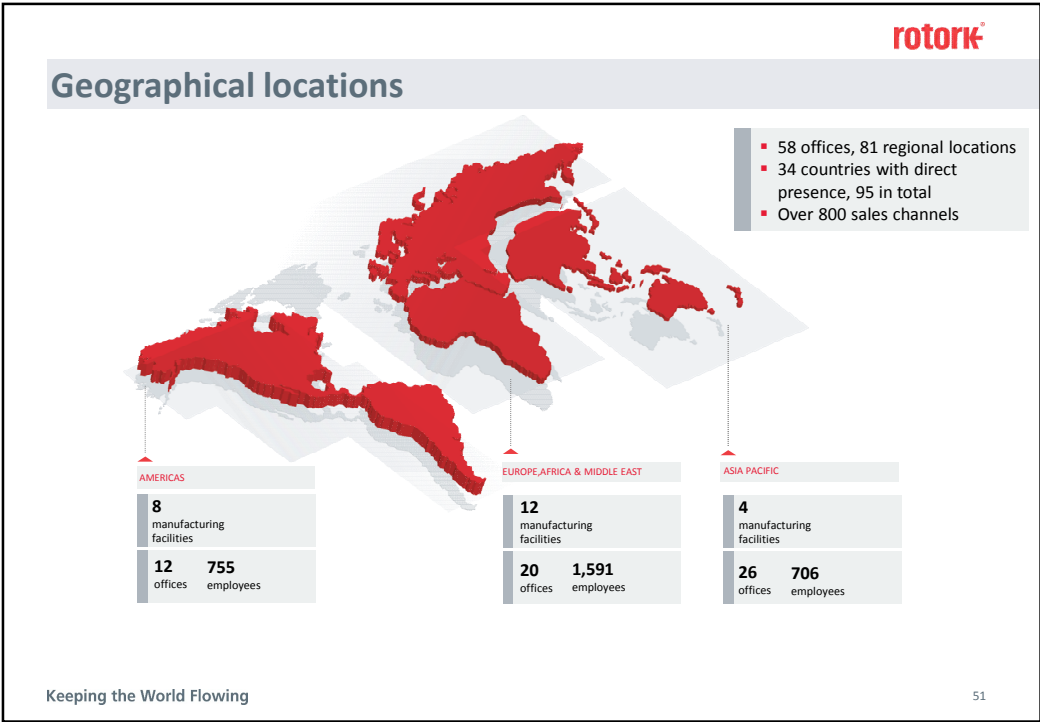 rotork®
Geographical locations
58 offices, 81 regional locations
34 countries with direct
presence, 95 in total
Over 800 sales channels
AMERICAS
8
manufacturing
facilities
12 755
offices employees
EUROPE,AFRICA & MIDDLE EAST
12
manufacturing
facilities
20 1,591
offices employees
ASIA PACIFIC
4
manufacturing
facilities
26 706
offices employees
Keeping the World Flowing
51